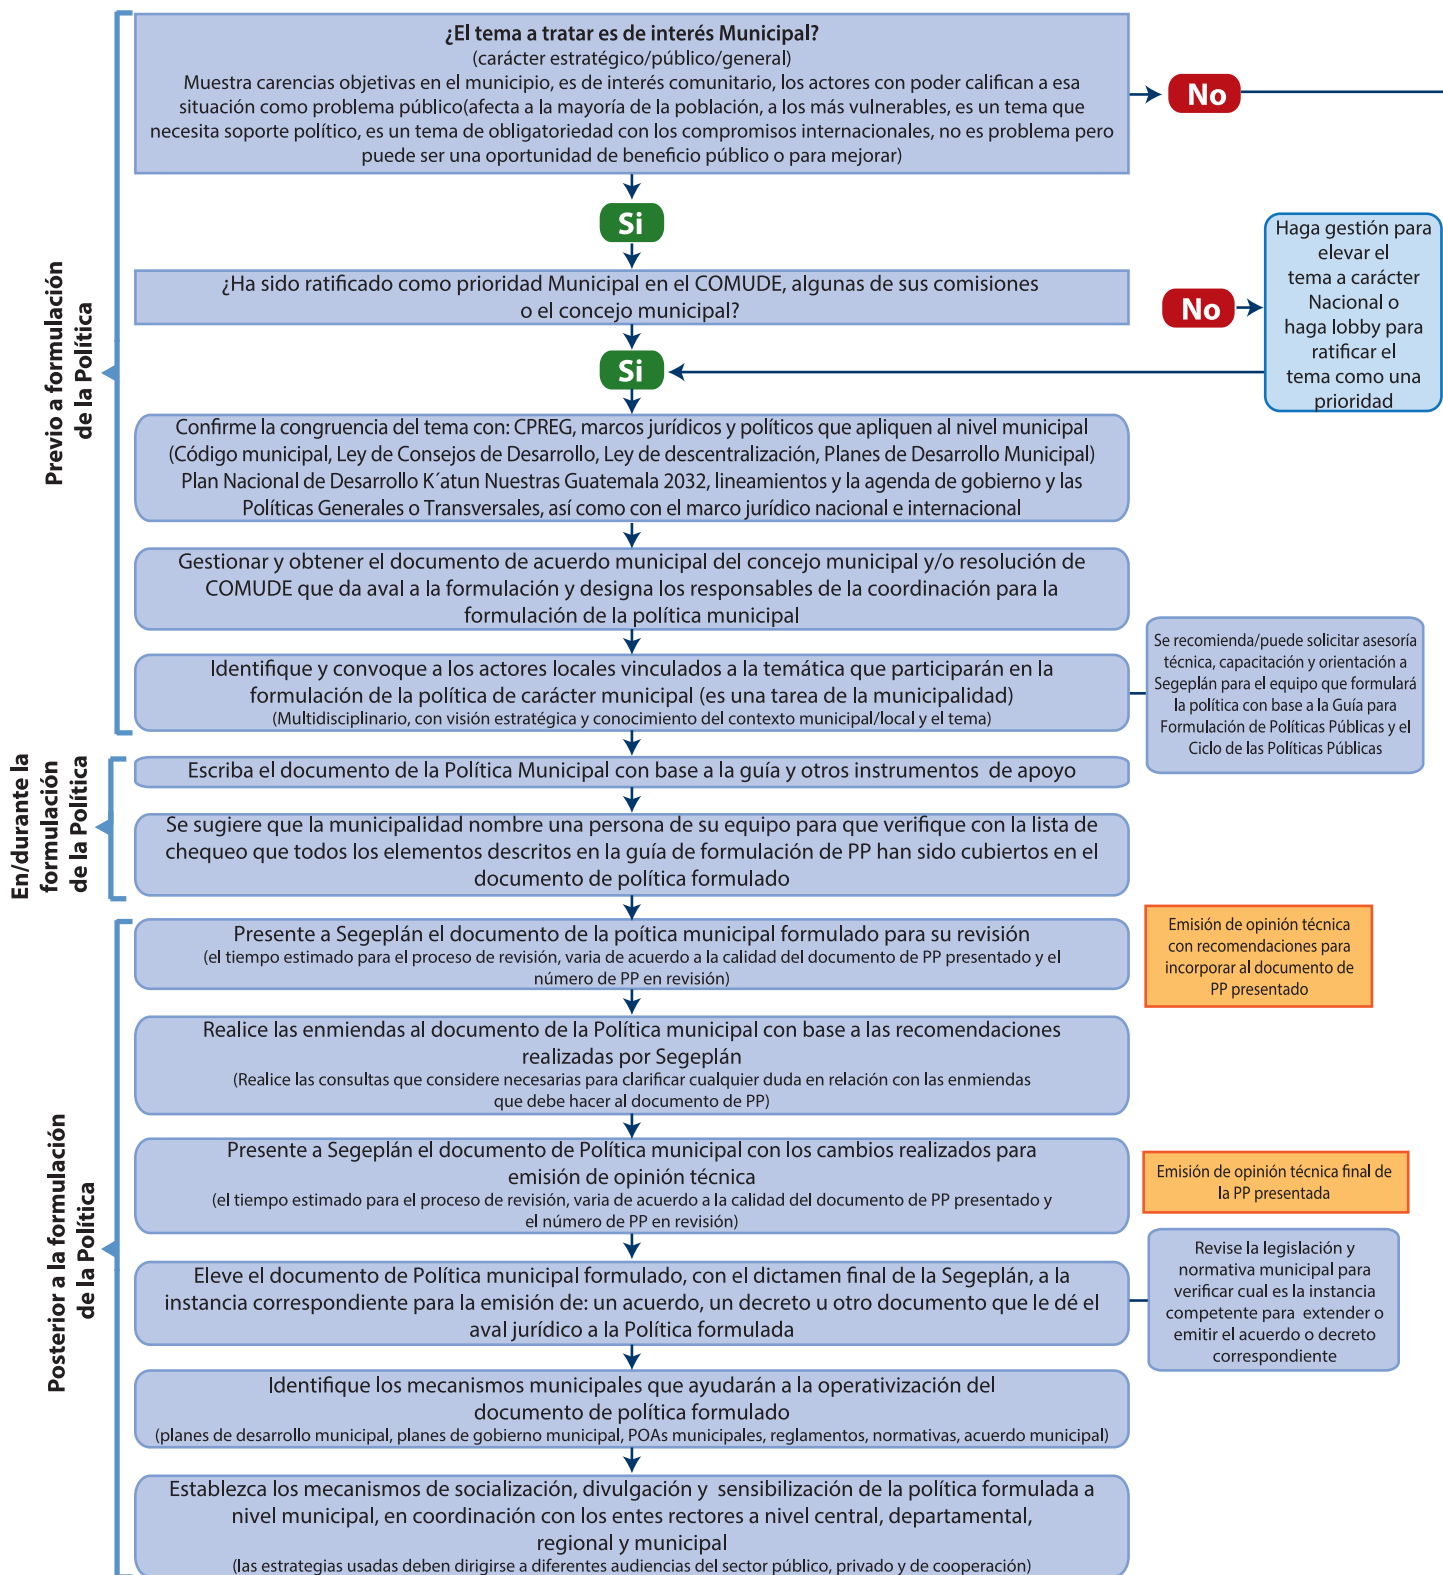 ¿El tema a tratar es de interés Municipal?
(carácter estratégico/público/general)
Muestra carencias objetivas en el municipio, es de interés comunitario, los actores con poder califican a esa
situación como problema público(afecta a la mayoría de la población, a los más vulnerables, es un tema que
necesita soporte político, es un tema de obligatoriedad con los compromisos internacionales, no es problema pero
puede ser una oportunidad de beneficio público o para mejorar)
No
Si
¿Ha sido ratificado como prioridad Municipal en el COMUDE, algunas de sus comisiones
o el concejo municipal?
No
Haga gestión para
elevar el
tema a carácter
Nacional o
haga lobby para
ratificar el
tema como una
prioridad
Si
Previo a formulación
de la Política
Confirme la congruencia del tema con: CPREG, marcos jurídicos y políticos que apliquen al nivel municipal
(Código municipal, Ley de Consejos de Desarrollo, Ley de descentralización, Planes de Desarrollo Municipal)
Plan Nacional de Desarrollo K´atun Nuestras Guatemala 2032, lineamientos y la agenda de gobierno y las
Políticas Generales o Transversales, así como con el marco jurídico nacional e internacional
Gestionar y obtener el documento de acuerdo municipal del concejo municipal y/o resolución de
COMUDE que da aval a la formulación y designa los responsables de la coordinación para la
formulación de la política municipal
Identifique y convoque a los actores locales vinculados a la temática que participarán en la
formulación de la política de carácter municipal (es una tarea de la municipalidad)
(Multidisciplinario, con visión estratégica y conocimiento del contexto municipal/local y el tema)
Se recomienda/puede solicitar asesoría
técnica, capacitación y orientación a
Segeplán para el equipo que formulará
la política con base a la Guía para
Formulación de Políticas Públicas y el
Ciclo de las Políticas Públicas
En/durante la
formulación
de la Política
Escriba el documento de la Política Municipal con base a la guía y otros instrumentos de apoyo
Se sugiere que la municipalidad nombre una persona de su equipo para que verifique con la lista de
chequeo que todos los elementos descritos en la guía de formulación de PP han sido cubiertos en el
documento de política formulado
Posterior a la formulación
de la Política
Presente a Segeplán el documento de la poítica municipal formulado para su revisión
(el tiempo estimado para el proceso de revisión, varia de acuerdo a la calidad del documento de PP presentado y el
número de PP en revisión)
Emisión de opinión técnica
con recomendaciones para
incorporar al documento de
PP presentado
Realice las enmiendas al documento de la Política municipal con base a las recomendaciones
realizadas por Segeplán
(Realice las consultas que considere necesarias para clarificar cualquier duda en relación con las enmiendas
que debe hacer al documento de PP)
Presente a Segeplán el documento de Política municipal con los cambios realizados para
emisión de opinión técnica
(el tiempo estimado para el proceso de revisión, varia de acuerdo a la calidad del documento de PP presentado y
el número de PP en revisión)
Emisión de opinión técnica final de
la PP presentada
Eleve el documento de Política municipal formulado, con el dictamen final de la Segeplán, a la
instancia correspondiente para la emisión de: un acuerdo, un decreto u otro documento que le dé el
aval jurídico a la Política formulada
Revise la legislación y
normativa municipal para
verificar cual es la instancia
competente para extender o
emitir el acuerdo o decreto
correspondiente
Identifique los mecanismos municipales que ayudarán a la operativización del
documento de política formulado
(planes de desarrollo municipal, planes de gobierno municipal, POAs municipales, reglamentos, normativas, acuerdo municipal)
Establezca los mecanismos de socialización, divulgación y sensibilización de la política formulada a
nivel municipal, en coordinación con los entes rectores a nivel central, departamental,
regional y municipal
(las estrategias usadas deben dirigirse a diferentes audiencias del sector público, privado y de cooperación)